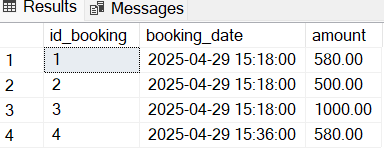 Results Messages
id_booking booking_date amount
1 1 2025-04-29 15:18:00 580.00
2 2 2025-04-29 15:18:00 500.00
3 3 2025-04-29 15:18:00 1000.00
4 4 2025-04-29 15:36:00 580.00